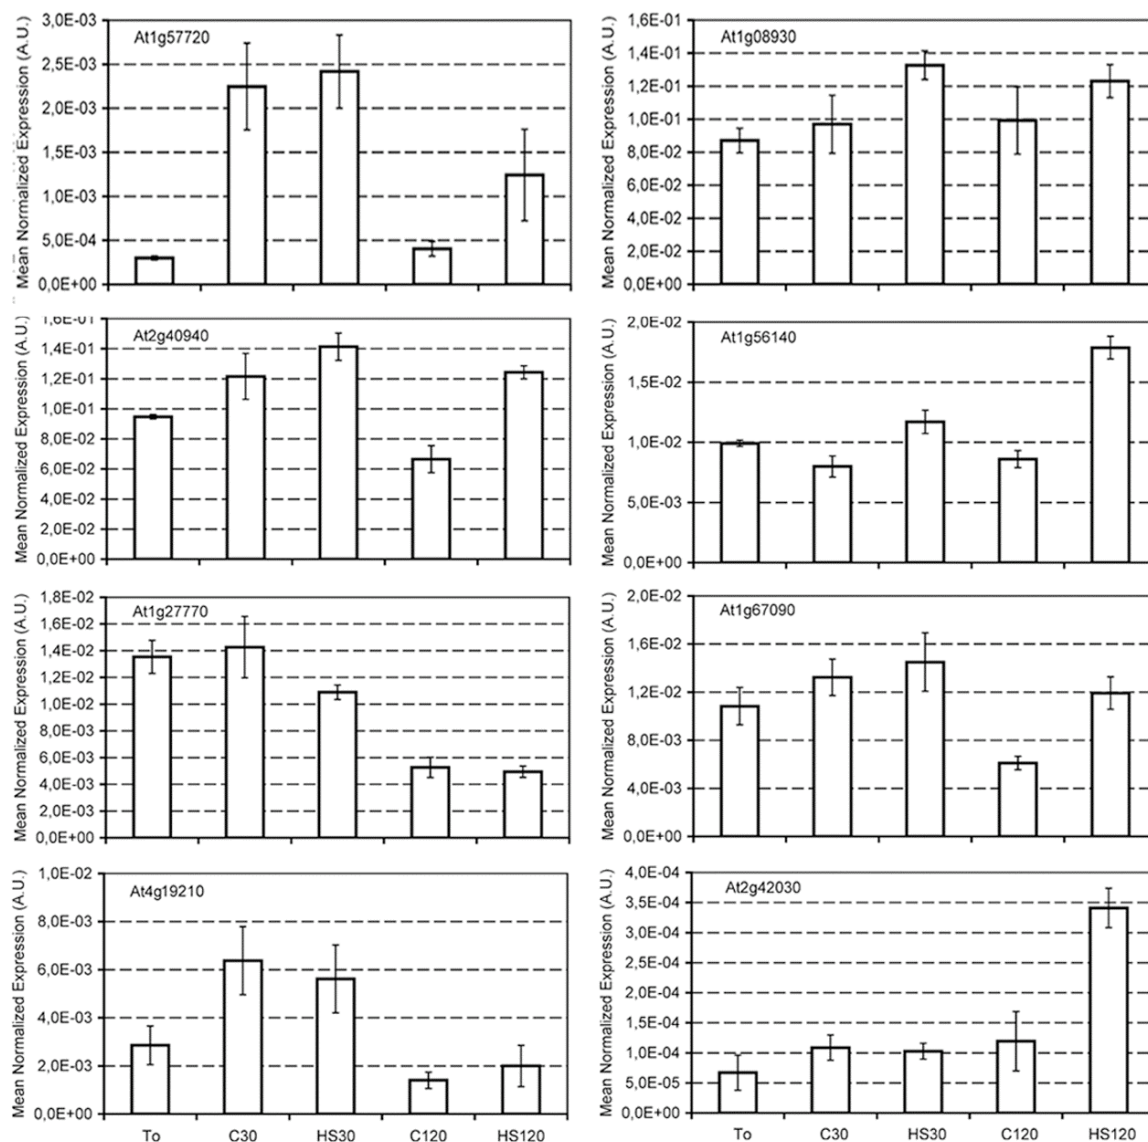 Mean Normalized Expression (A.U.)
At1g57720
3,0E-03
2,5E-03
2,0E-03
1,5E-03
1,0E-03
5,0E-04
0,0E+00
Mean Normalized Expression (A.U.)
At1g08930
1,6E-01
1,4E-01
1,2E-01
1,0E-01
8,0E-02
6,0E-02
4,0E-02
2,0E-02
0,0E+00
Mean Normalized Expression (A.U.)
At2g40940
1,6E-01
1,4E-01
1,2E-01
1,0E-01
8,0E-02
6,0E-02
4,0E-02
2,0E-02
0,0E+00
Mean Normalized Expression (A.U.)
At1g56140
2,0E-02
1,5E-02
1,0E-02
5,0E-03
0,0E+00
Mean Normalized Expression (A.U.)
At1g27770
1,8E-02
1,6E-02
1,4E-02
1,2E-02
1,0E-02
8,0E-03
6,0E-03
4,0E-03
2,0E-03
0,0E+00
Mean Normalized Expression (A.U.)
At1g67090
2,0E-02
1,6E-02
1,2E-02
8,0E-03
4,0E-03
0,0E+00
Mean Normalized Expression (A.U.)
At4g19210
1,0E-02
8,0E-03
6,0E-03
4,0E-03
2,0E-03
0,0E+00
To C30 HS30 C120 HS120
Mean Normalized Expression (A.U.)
At2g42030
4,0E-04
3,5E-04
3,0E-04
2,5E-04
2,0E-04
1,5E-04
1,0E-04
5,0E-05
0,0E+00
To C30 HS30 C120 HS120